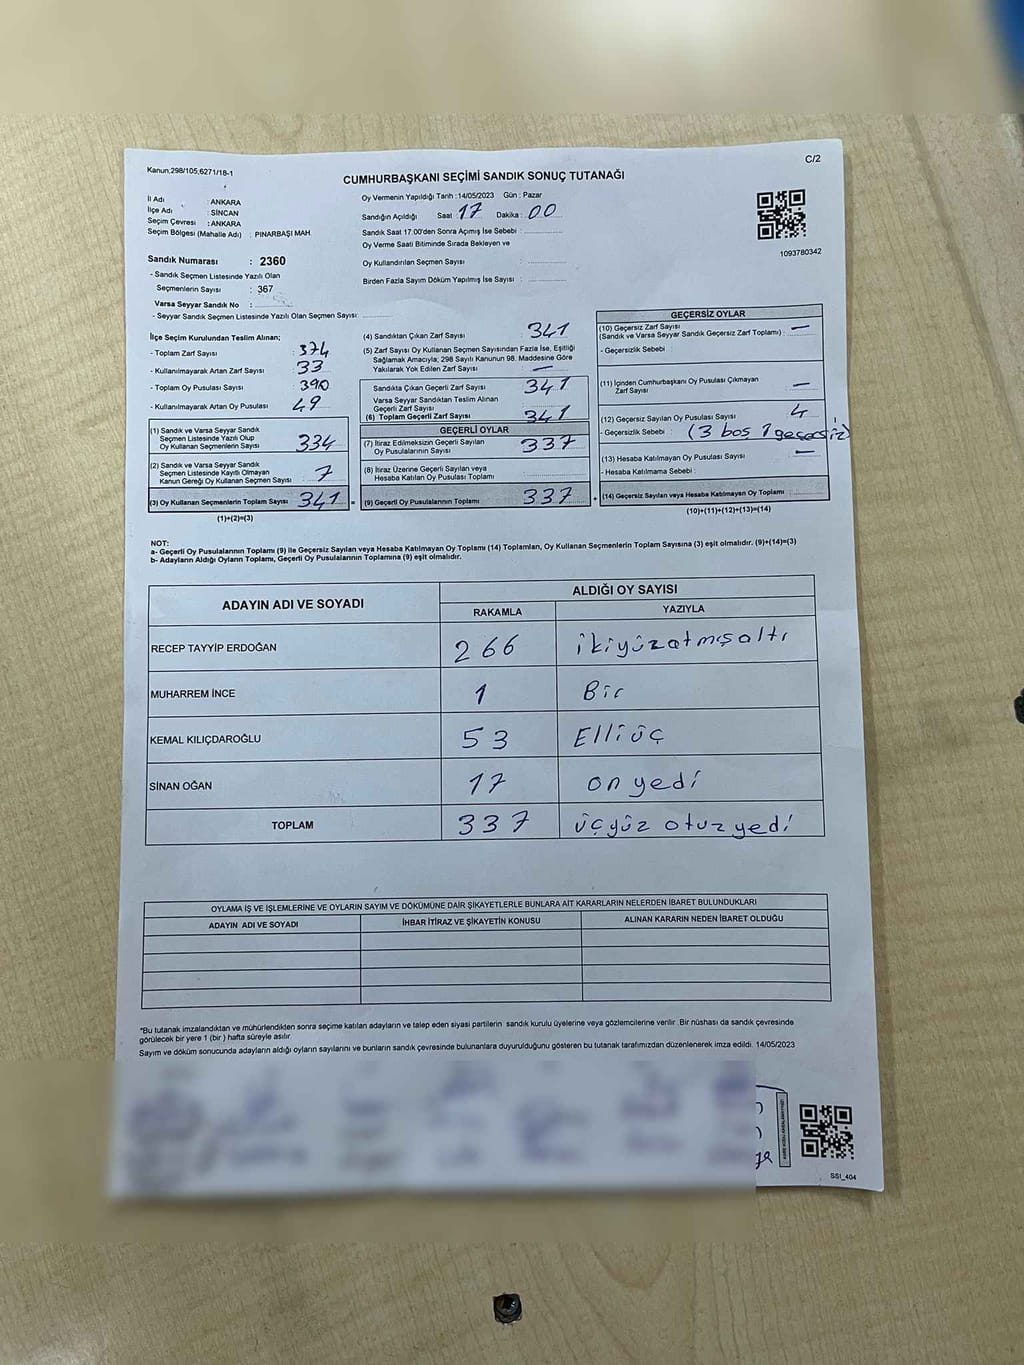 Kanun;298/105,6271/18-1
C/2
CUMHURBAŞKANI SEÇİMİ SANDIK SONUÇ TUTANAĞI
İl Adı : ANKARA
İlçe Adı : SİNCAN
Seçim Çevresi : ANKARA
Seçim Bölgesi (Mahalle Adı) : PINARBAŞI MAH.
Oy Vermenin Yapıldığı Tarih :14/05/2023 Gün : Pazar
Sandığın Açıldığı Saat 17 Dakika : 00
Sandık Saat 17.00'den Sonra Açımış İse Sebebi :
Oy Verme Saati Bitiminde Sırada Bekleyen ve
Oy Kullandırılan Seçmen Sayısı :
Birden Fazla Sayım Döküm Yapılmış İse Sayısı :
1093780342
Sandık Numarası : 2360
- Sandık Seçmen Listesinde Yazılı Olan
Seçmenlerin Sayısı : 367
Varsa Seyyar Sandık No :
- Seyyar Sandık Seçmen Listesinde Yazılı Olan Seçmen Sayısı:
İlçe Seçim Kurulundan Teslim Alınan;
- Toplam Zarf Sayısı : 374
- Kullanılmayarak Artan Zarf Sayısı : 33
- Toplam Oy Pusulası Sayısı : 390
- Kullanılmayarak Artan Oy Pusulası : 49
(1) Sandık ve Varsa Seyyar Sandık
Seçmen Listesinde Yazılı Olup
Oy Kullanan Seçmenlerin Sayısı 334
(2) Sandık ve Varsa Seyyar Sandık
Seçmen Listesinde Kayıtlı Olmayan
Kanun Gereği Oy Kullanan Seçmen Sayısı 7
(3) Oy Kullanan Seçmenlerin Toplam Sayısı 341 =
(1)+(2)=(3)
(4) Sandıktan Çıkan Zarf Sayısı : 341
(5) Zarf Sayısı Oy Kullanan Seçmen Sayısından Fazla İse, Eşitliği
Sağlamak Amacıyla; 298 Sayılı Kanunun 98. Maddesine Göre
Yakılarak Yok Edilen Zarf Sayısı : —
Sandıkta Çıkan Geçerli Zarf Sayısı : 341
Varsa Seyyar Sandıktan Teslim Alınan
Geçerli Zarf Sayısı
(6) Toplam Geçerli Zarf Sayısı : 341
GEÇERLİ OYLAR
(7) İtiraz Edilmeksizin Geçerli Sayılan
Oy Pusulalarının Sayısı : 337
(8) İtiraz Üzerine Geçerli Sayılan veya
Hesaba Katılan Oy Pusulası Toplamı :
(9) Geçerli Oy Pusulalarının Toplamı 337 +
GEÇERSİZ OYLAR
(10) Geçersiz Zarf Sayısı —
(Sandık ve Varsa Seyyar Sandık Geçersiz Zarf Toplamı) :
- Geçersizlik Sebebi :
(11) İçinden Cumhurbaşkanı Oy Pusulası Çıkmayan
Zarf Sayısı : —
(12) Geçersiz Sayılan Oy Pusulası Sayısı : 4
- Geçersizlik Sebebi : (3 boş 1 geçersiz)
(13) Hesaba Katılmayan Oy Pusulası Sayısı : —
- Hesaba Katılmama Sebebi :
(14) Geçersiz Sayılan veya Hesaba Katılmayan Oy Toplamı
(10)+(11)+(12)+(13)=(14)
NOT:
a- Geçerli Oy Pusulalarının Toplamı (9) ile Geçersiz Sayılan veya Hesaba Katılmayan Oy Toplamı (14) Toplamları, Oy Kullanan Seçmenlerin Toplam Sayısına (3) eşit olmalıdır. (9)+(14)=(3)
b- Adayların Aldığı Oyların Toplamı, Geçerli Oy Pusulalarının Toplamına (9) eşit olmalıdır.
ADAYIN ADI VE SOYADI ALDIĞI OY SAYISI
RAKAMLA YAZIYLA
RECEP TAYYİP ERDOĞAN 266 ikiyüzatmışaltı
MUHARREM İNCE 1 Bir
KEMAL KILIÇDAROĞLU 53 Elliüç
SİNAN OĞAN 17 on yedi
TOPLAM 337 üçyüz otuz yedi
OYLAMA İŞ VE İŞLEMLERİNE VE OYLARIN SAYIM VE DÖKÜMÜNE DAİR ŞİKAYETLERLE BUNLARA AİT KARARLARIN NELERDEN İBARET BULUNDUKLARI
ADAYIN ADI VE SOYADI İHBAR İTİRAZ VE ŞİKAYETİN KONUSU ALINAN KARARIN NEDEN İBARET OLDUĞU
*Bu tutanak imzalandıktan ve mühürlendikten sonra seçime katılan adayların ve talep eden siyasi partilerin sandık kurulu üyelerine veya gözlemcilerine verilir. Bir nüshası da sandık çevresinde
görülecek bir yere 1 (bir ) hafta süreyle asılır.
Sayım ve döküm sonucunda adayların aldığı oyların sayılarını ve bunların sandık çevresinde bulunanlara duyurulduğunu gösteren bu tutanak tarafımızdan düzenlenerek imza edildi. 14/05/2023
SSI_404